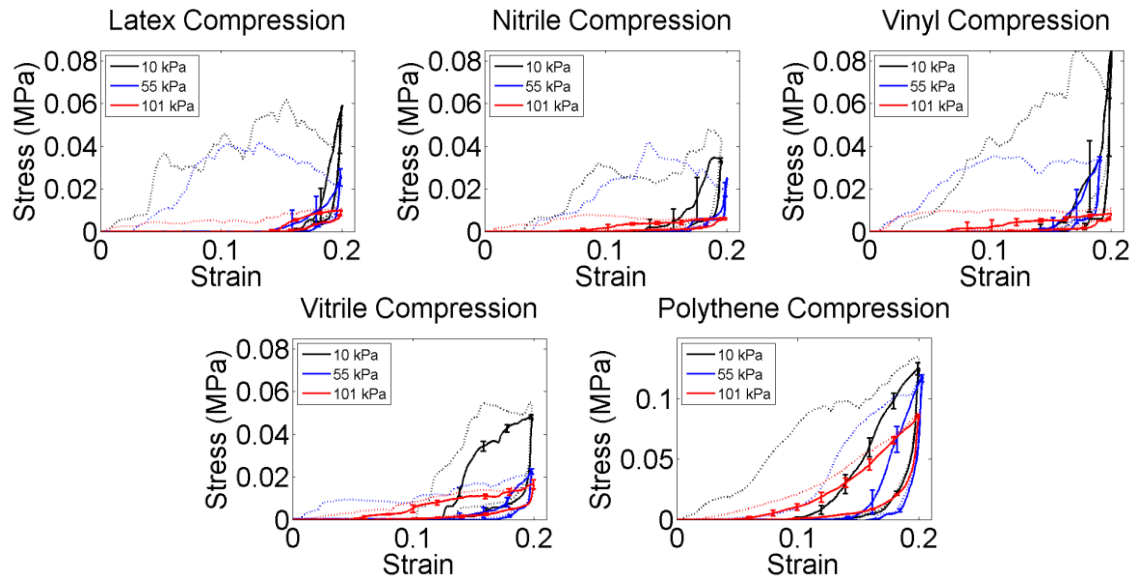 Latex Compression
Stress (MPa)
0.08
0.06
0.04
0.02
0
10 kPa
55 kPa
101 kPa
0 0.1 0.2
Strain
Nitrile Compression
Stress (MPa)
0.08
0.06
0.04
0.02
0
10 kPa
55 kPa
101 kPa
0 0.1 0.2
Strain
Vinyl Compression
Stress (MPa)
0.08
0.06
0.04
0.02
0
10 kPa
55 kPa
101 kPa
0 0.1 0.2
Strain
Vitrile Compression
Stress (MPa)
0.08
0.06
0.04
0.02
0
10 kPa
55 kPa
101 kPa
0 0.1 0.2
Strain
Polythene Compression
Stress (MPa)
0.1
0.05
0
10 kPa
55 kPa
101 kPa
0 0.1 0.2
Strain